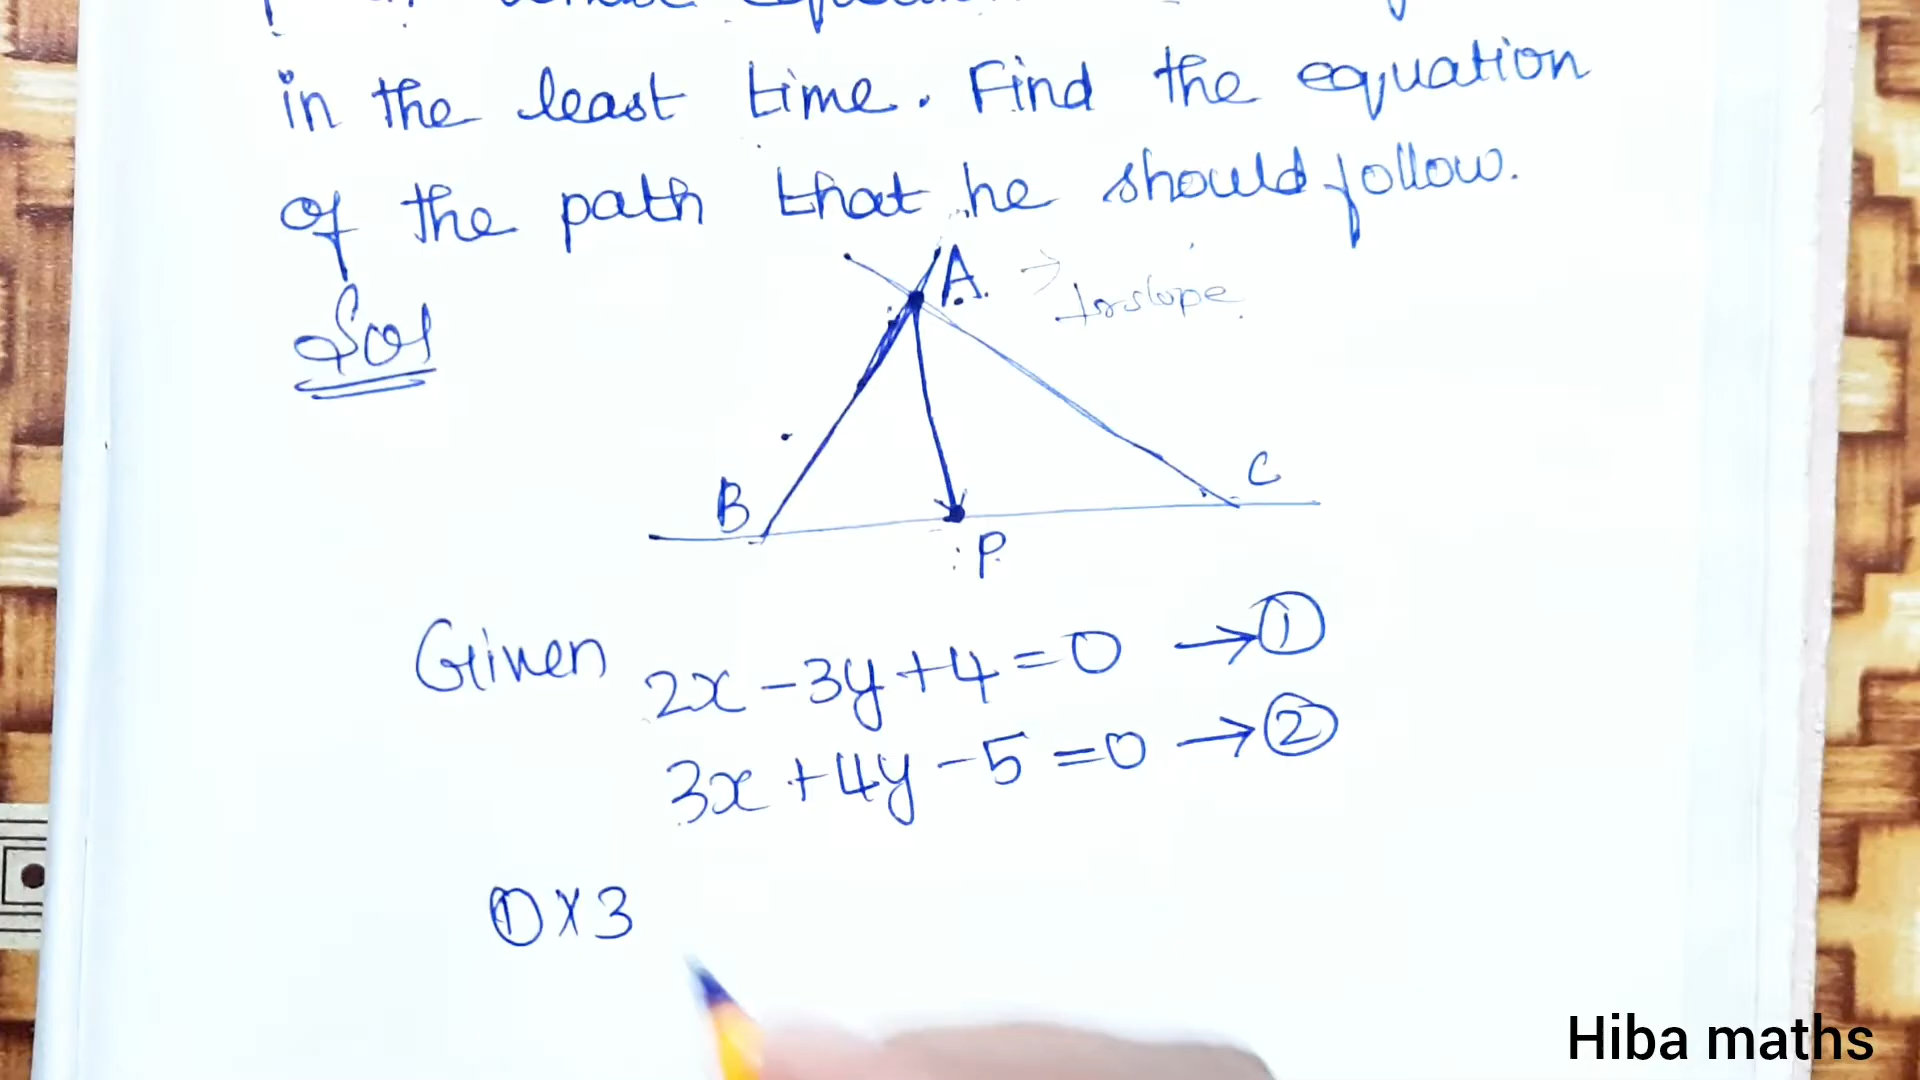 in the least time. Find the equation
of the path that he should follow.
Sol
A
slope
B
C
P
Given 2x - 3y + 4 = 0 → ①
3x + 4y - 5 = 0 → ②
① × 3
Hiba maths